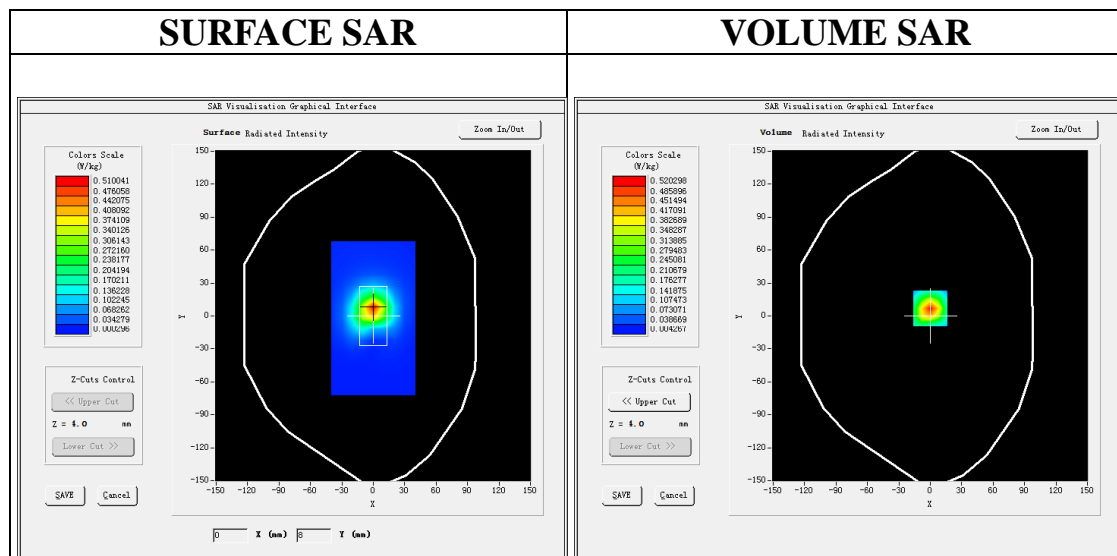 SURFACE SAR
VOLUME SAR
SAR Visualisation Graphical Interface
Surface Radiated Intensity
Zoom In/Out
Colors Scale
(W/kg)
0.510041
0.476058
0.442075
0.408092
0.374109
0.340126
0.306143
0.272160
0.238177
0.204194
0.170211
0.136228
0.102245
0.068262
0.034279
0.000296
150
120
90
60
30
0
-30
-60
-90
-120
-150
Y
-150 -120 -90 -60 -30 0 30 60 90 120 150
X
Z-Cuts Control
<< Upper Cut
Z = 4.0 mm
Lower Cut >>
SAVE Cancel
0 X (mm) 8 Y (mm)
SAR Visualisation Graphical Interface
Volume Radiated Intensity
Zoom In/Out
Colors Scale
(W/kg)
0.520298
0.485896
0.451494
0.417091
0.382689
0.348287
0.313885
0.279483
0.245081
0.210679
0.176277
0.141875
0.107473
0.073071
0.038669
0.004267
150
120
90
60
30
0
-30
-60
-90
-120
-150
Y
-150 -120 -90 -60 -30 0 30 60 90 120 150
X
Z-Cuts Control
<< Upper Cut
Z = 4.0 mm
Lower Cut >>
SAVE Cancel